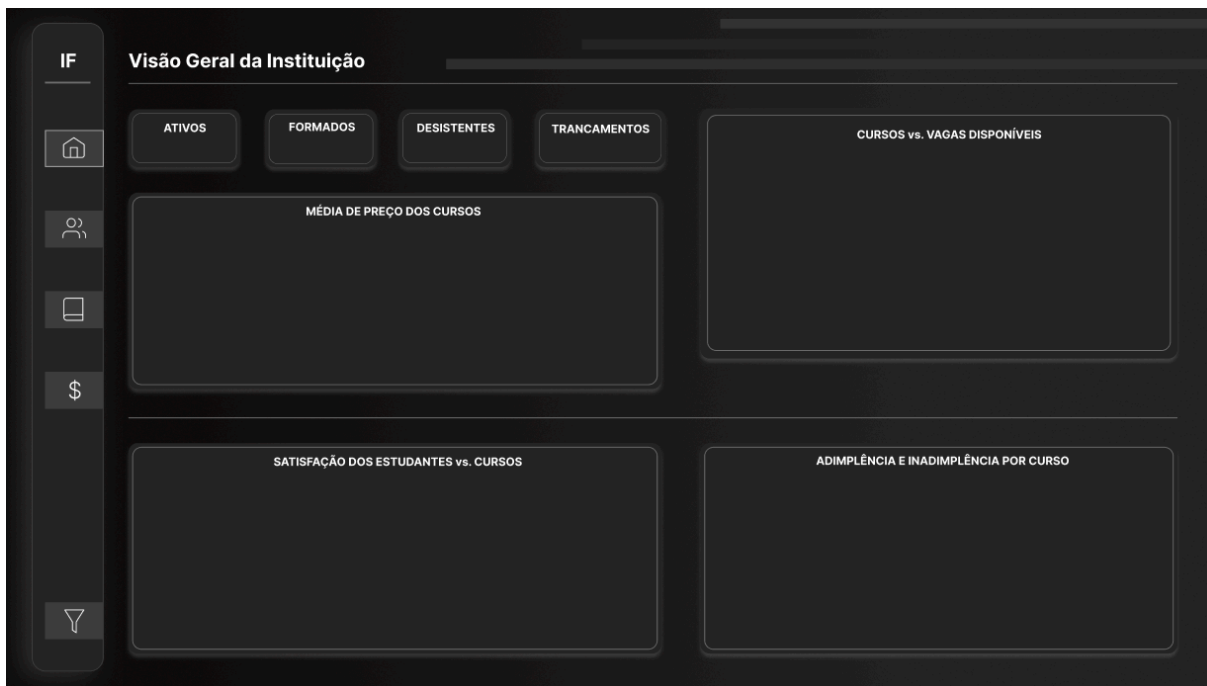 IF
Visão Geral da Instituição
ATIVOS
FORMADOS
DESISTENTES
TRANCAMENTOS
CURSOS vs. VAGAS DISPONÍVEIS
MÉDIA DE PREÇO DOS CURSOS
$
SATISFAÇÃO DOS ESTUDANTES vs. CURSOS
ADIMPLÊNCIA E INADIMPLÊNCIA POR CURSO